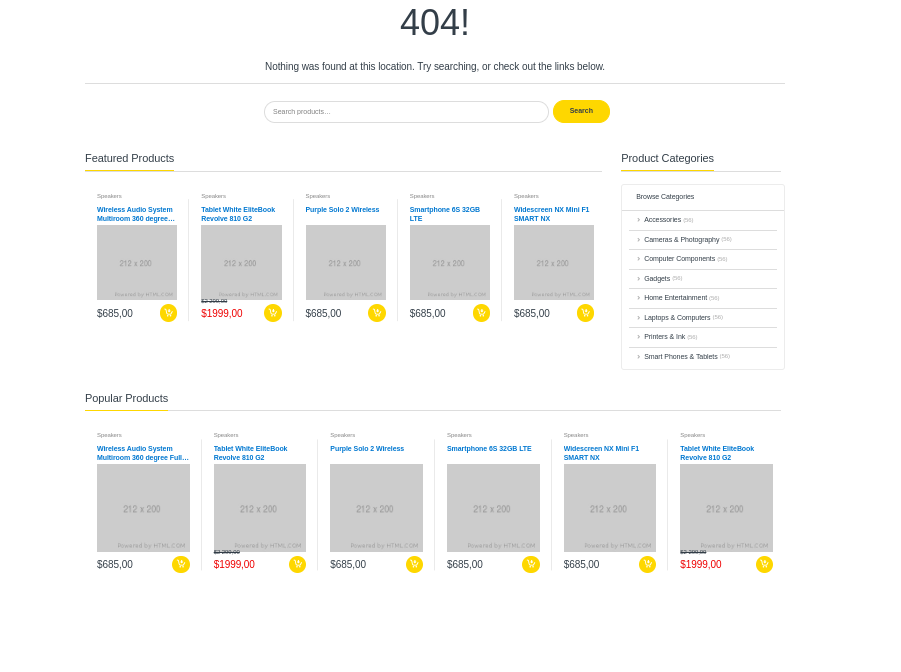 404!
Nothing was found at this location. Try searching, or check out the links below.
Search products...
Search
Featured Products
Speakers
Wireless Audio System
Multiroom 360 degree...
212 x 200
Powered by HTML.COM
$685,00
Speakers
Tablet White EliteBook
Revolve 810 G2
212 x 200
Powered by HTML.COM
$2 299,00
$1999,00
Speakers
Purple Solo 2 Wireless
212 x 200
Powered by HTML.COM
$685,00
Speakers
Smartphone 6S 32GB
LTE
212 x 200
Powered by HTML.COM
$685,00
Speakers
Widescreen NX Mini F1
SMART NX
212 x 200
Powered by HTML.COM
$685,00
Product Categories
Browse Categories
Accessories (56)
Cameras & Photography (56)
Computer Components (56)
Gadgets (56)
Home Entertainment (56)
Laptops & Computers (56)
Printers & Ink (56)
Smart Phones & Tablets (56)
Popular Products
Speakers
Wireless Audio System
Multiroom 360 degree Full...
212 x 200
Powered by HTML.COM
$685,00
Speakers
Tablet White EliteBook
Revolve 810 G2
212 x 200
Powered by HTML.COM
$2 299,00
$1999,00
Speakers
Purple Solo 2 Wireless
212 x 200
Powered by HTML.COM
$685,00
Speakers
Smartphone 6S 32GB LTE
212 x 200
Powered by HTML.COM
$685,00
Speakers
Widescreen NX Mini F1
SMART NX
212 x 200
Powered by HTML.COM
$685,00
Speakers
Tablet White EliteBook
Revolve 810 G2
212 x 200
Powered by HTML.COM
$2 299,00
$1999,00